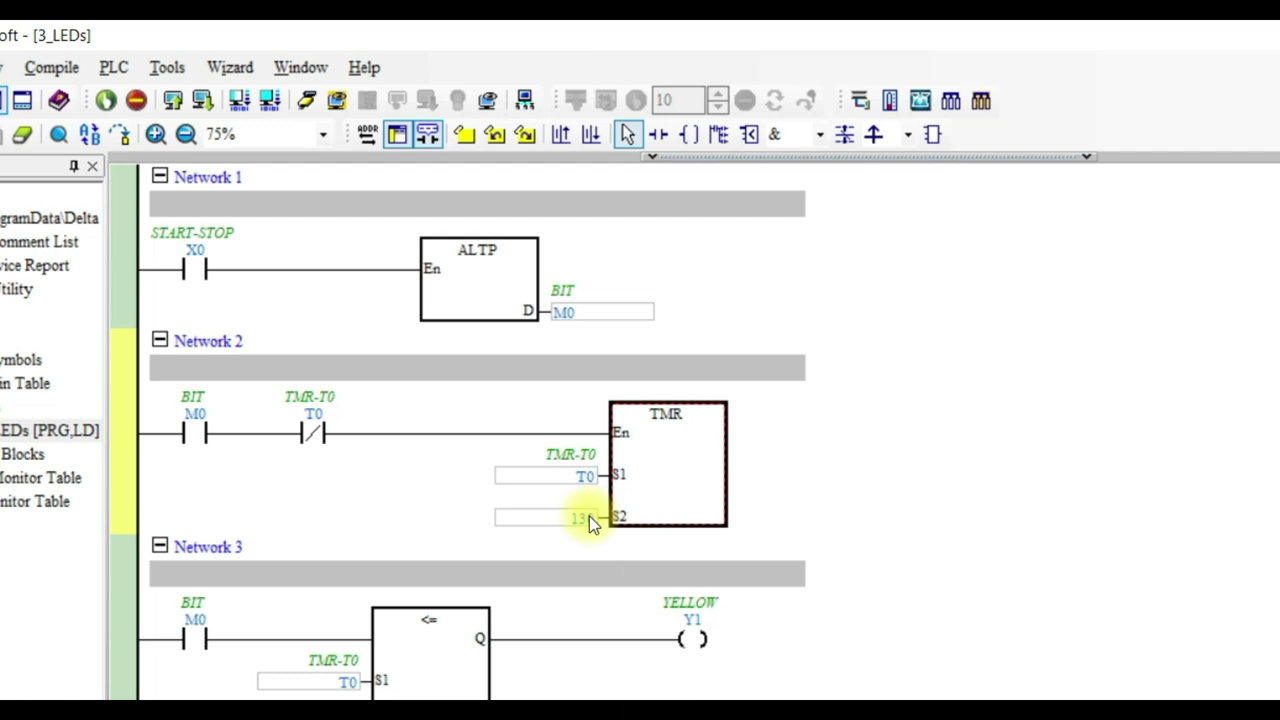 oft - [3_LEDs]
Compile PLC Tools Wizard Window Help
10
75% ADDR &
gramData\Delta
omment List
vice Report
tility
ymbols
in Table
EDs [PRG,LD]
Blocks
Monitor Table
nitor Table
Network 1
START-STOP
X0
ALTP
En
D
BIT
M0
Network 2
BIT
M0
TMR-T0
T0
TMR
En
TMR-T0
T0
S1
S2
Network 3
BIT
M0
<=
Q
YELLOW
Y1
TMR-T0
T0
S1